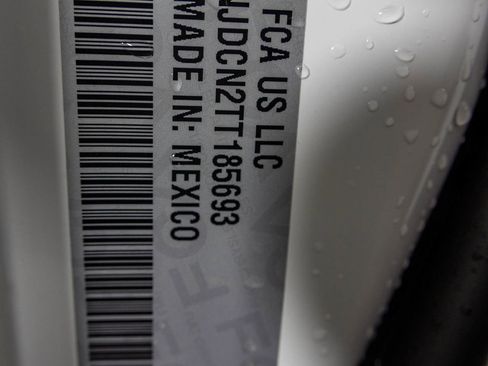 FCA US LLC
JDCN2TT185693
MADE IN: MEXICO